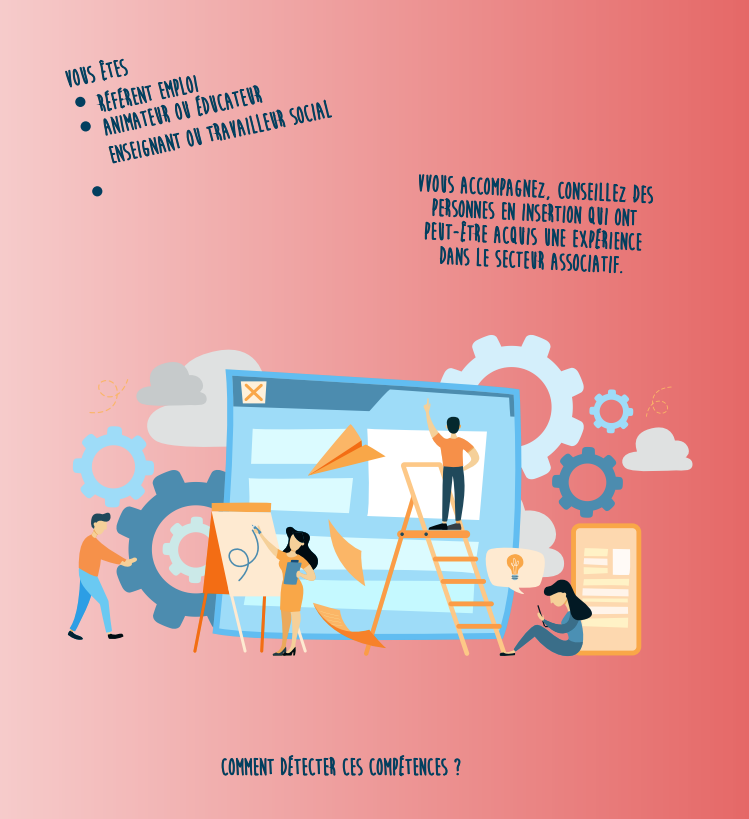 VOUS ÊTES
• RÉFÉRENT EMPLOI
• ANIMATEUR OU ÉDUCATEUR
ENSEIGNANT OU TRAVAILLEUR SOCIAL
•
VVOUS ACCOMPAGNEZ, CONSEILLEZ DES
PERSONNES EN INSERTION QUI ONT
PEUT-ÊTRE ACQUIS UNE EXPÉRIENCE
DANS LE SECTEUR ASSOCIATIF.
COMMENT DÉTECTER CES COMPÉTENCES ?